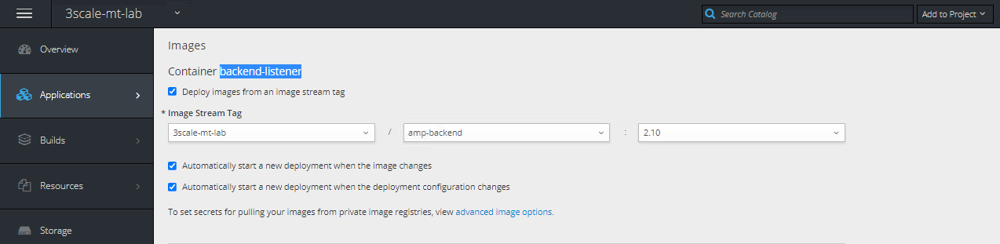 3scale-mt-lab
Search Catalog
Add to Project
Overview
Applications
Builds
Resources
Storage
Images
Container backend-listener
Deploy images from an image stream tag
* Image Stream Tag
3scale-mt-lab / amp-backend : 2.10
Automatically start a new deployment when the image changes
Automatically start a new deployment when the deployment configuration changes
To set secrets for pulling your images from private image registries, view advanced image options.